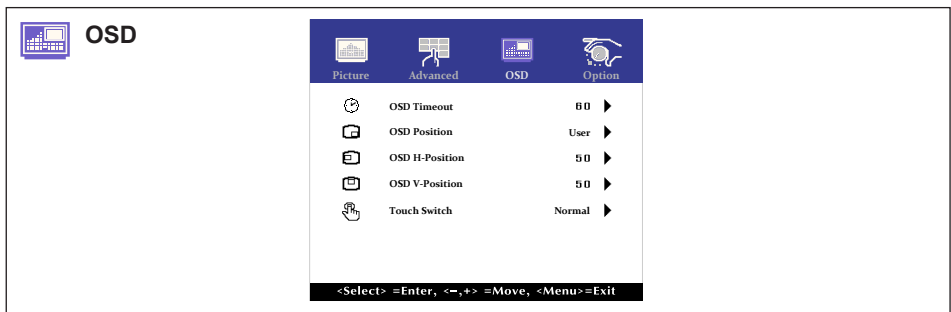 OSD
Picture Advanced OSD Option
OSD Timeout 60
OSD Position User
OSD H-Position 50
OSD V-Position 50
Touch Switch Normal
<Select> =Enter, <–,+> =Move, <Menu>=Exit